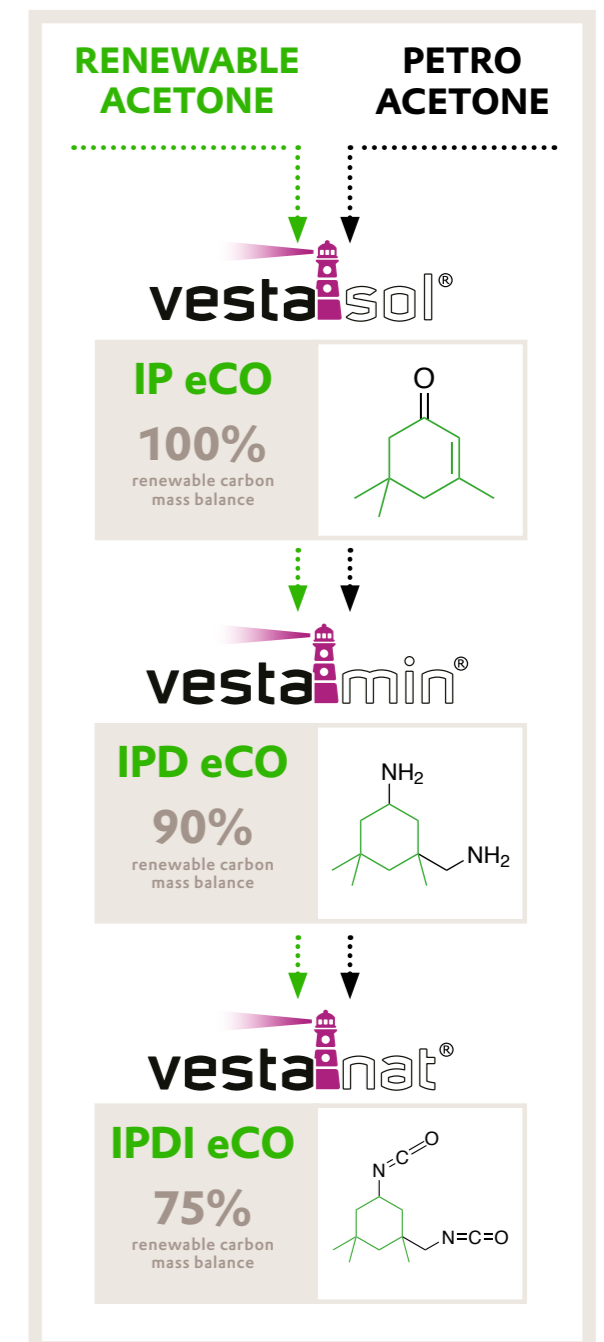 RENEWABLE
ACETONE
PETRO
ACETONE
vestasol®
IP eCO
100%
renewable carbon
mass balance
O
vestamin®
IPD eCO
90%
renewable carbon
mass balance
NH2
NH2
vestanat®
IPDI eCO
75%
renewable carbon
mass balance
N=C=O
N=C=O